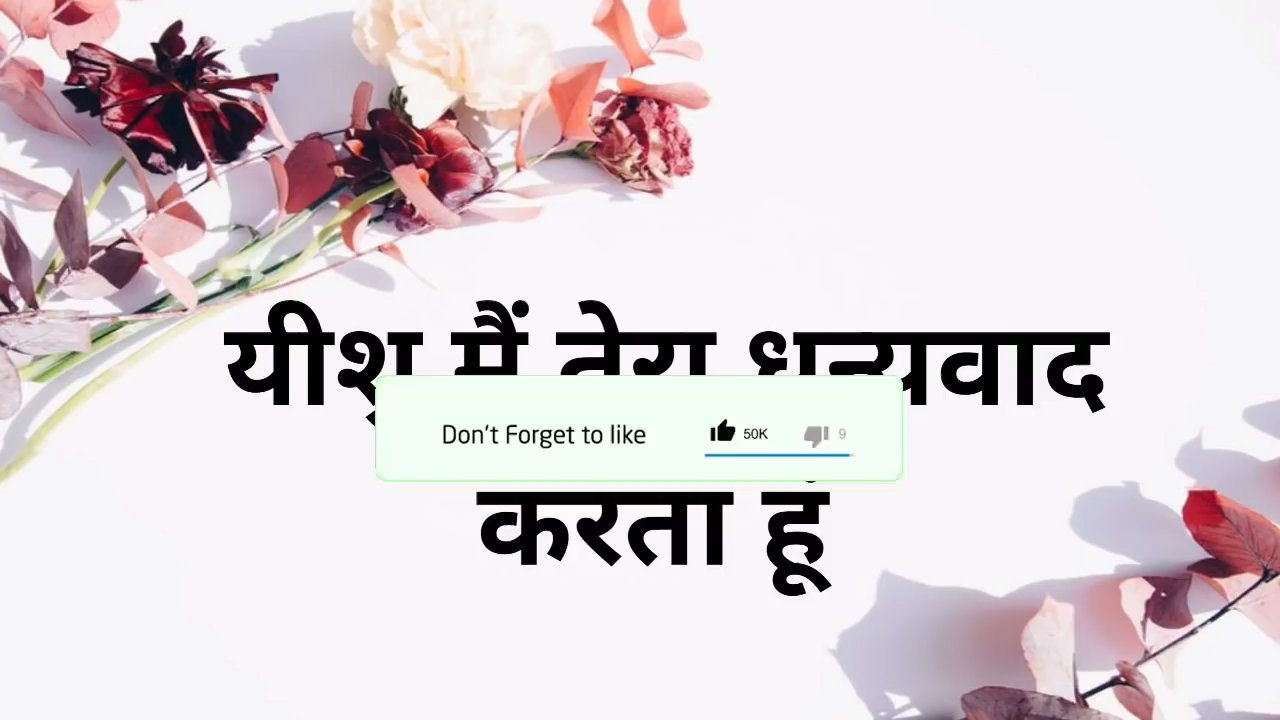 यीशु मैं तेरा धन्यवाद
Don't Forget to like 50K 9
करता हूं